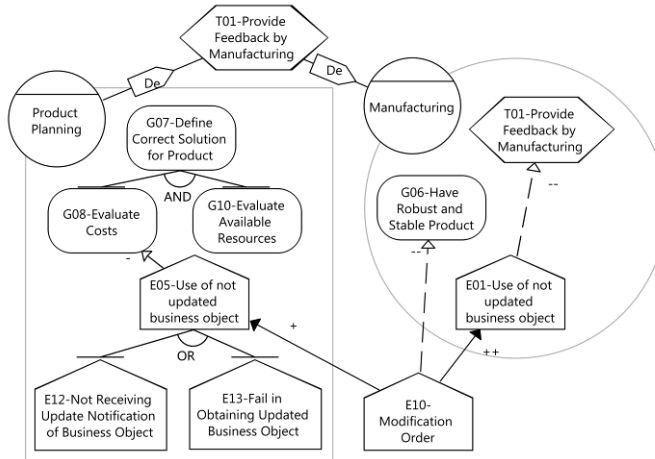 T01-Provide
Feedback by
Manufacturing
De
De
Product
Planning
Manufacturing
T01-Provide
Feedback by
Manufacturing
G07-Define
Correct Solution
for Product
AND
G08-Evaluate
Costs
G10-Evaluate
Available
Resources
G06-Have
Robust and
Stable Product
--
--
-
E05-Use of not
updated
business object
E01-Use of not
updated
business object
+
++
OR
E12-Not Receiving
Update Notification
of Business Object
E13-Fail in
Obtaining Updated
Business Object
E10-
Modification
Order